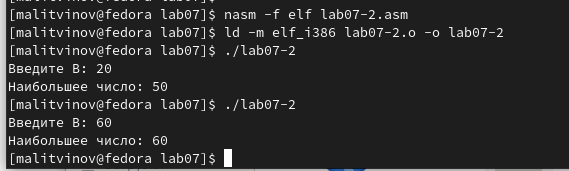 [malitvinov@fedora lab07]$ nasm -f elf lab07-2.asm
[malitvinov@fedora lab07]$ ld -m elf_i386 lab07-2.o -o lab07-2
[malitvinov@fedora lab07]$ ./lab07-2
Введите B: 20
Наибольшее число: 50
[malitvinov@fedora lab07]$ ./lab07-2
Введите B: 60
Наибольшее число: 60
[malitvinov@fedora lab07]$